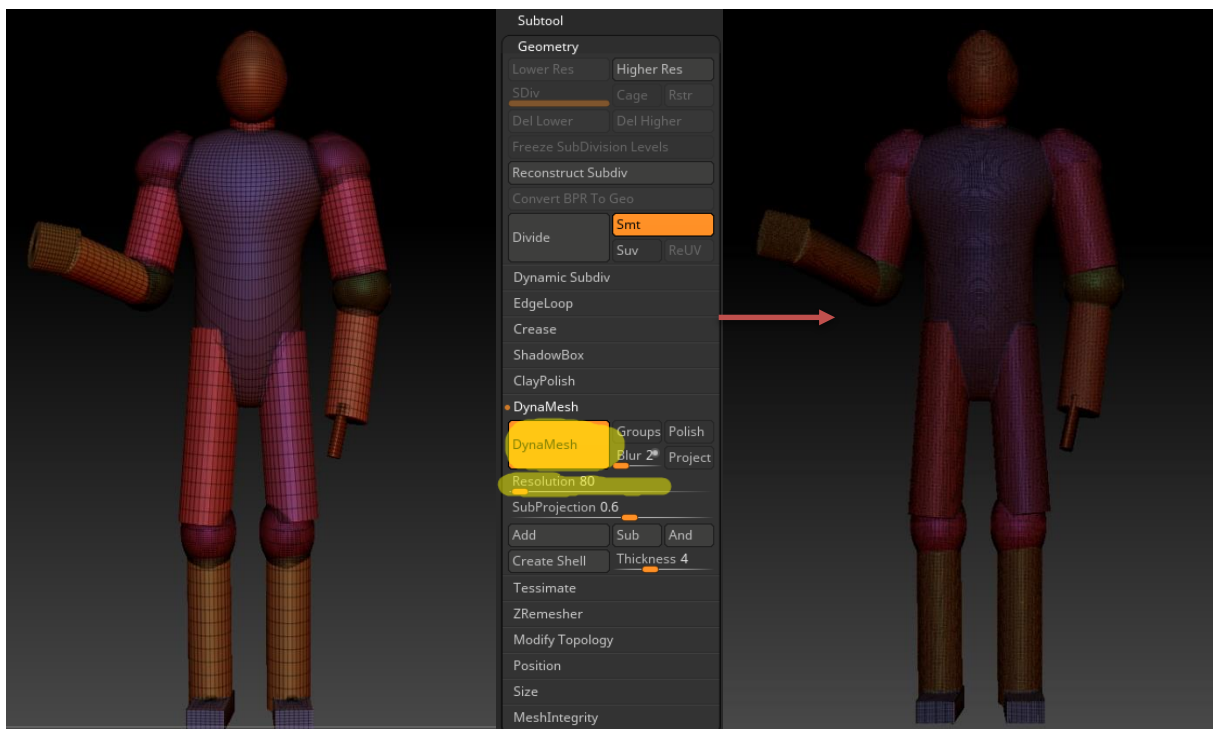 Subtool
Geometry
Lower Res Higher Res
SDiv Cage Rstr
Del Lower Del Higher
Freeze SubDivision Levels
Reconstruct Subdiv
Convert BPR To Geo
Divide Smt
Suv ReUV
Dynamic Subdiv
EdgeLoop
Crease
ShadowBox
ClayPolish
DynaMesh
DynaMesh Groups Polish
Blur 2 Project
Resolution 80
SubProjection 0.6
Add Sub And
Create Shell Thickness 4
Tessimate
ZRemesher
Modify Topology
Position
Size
MeshIntegrity